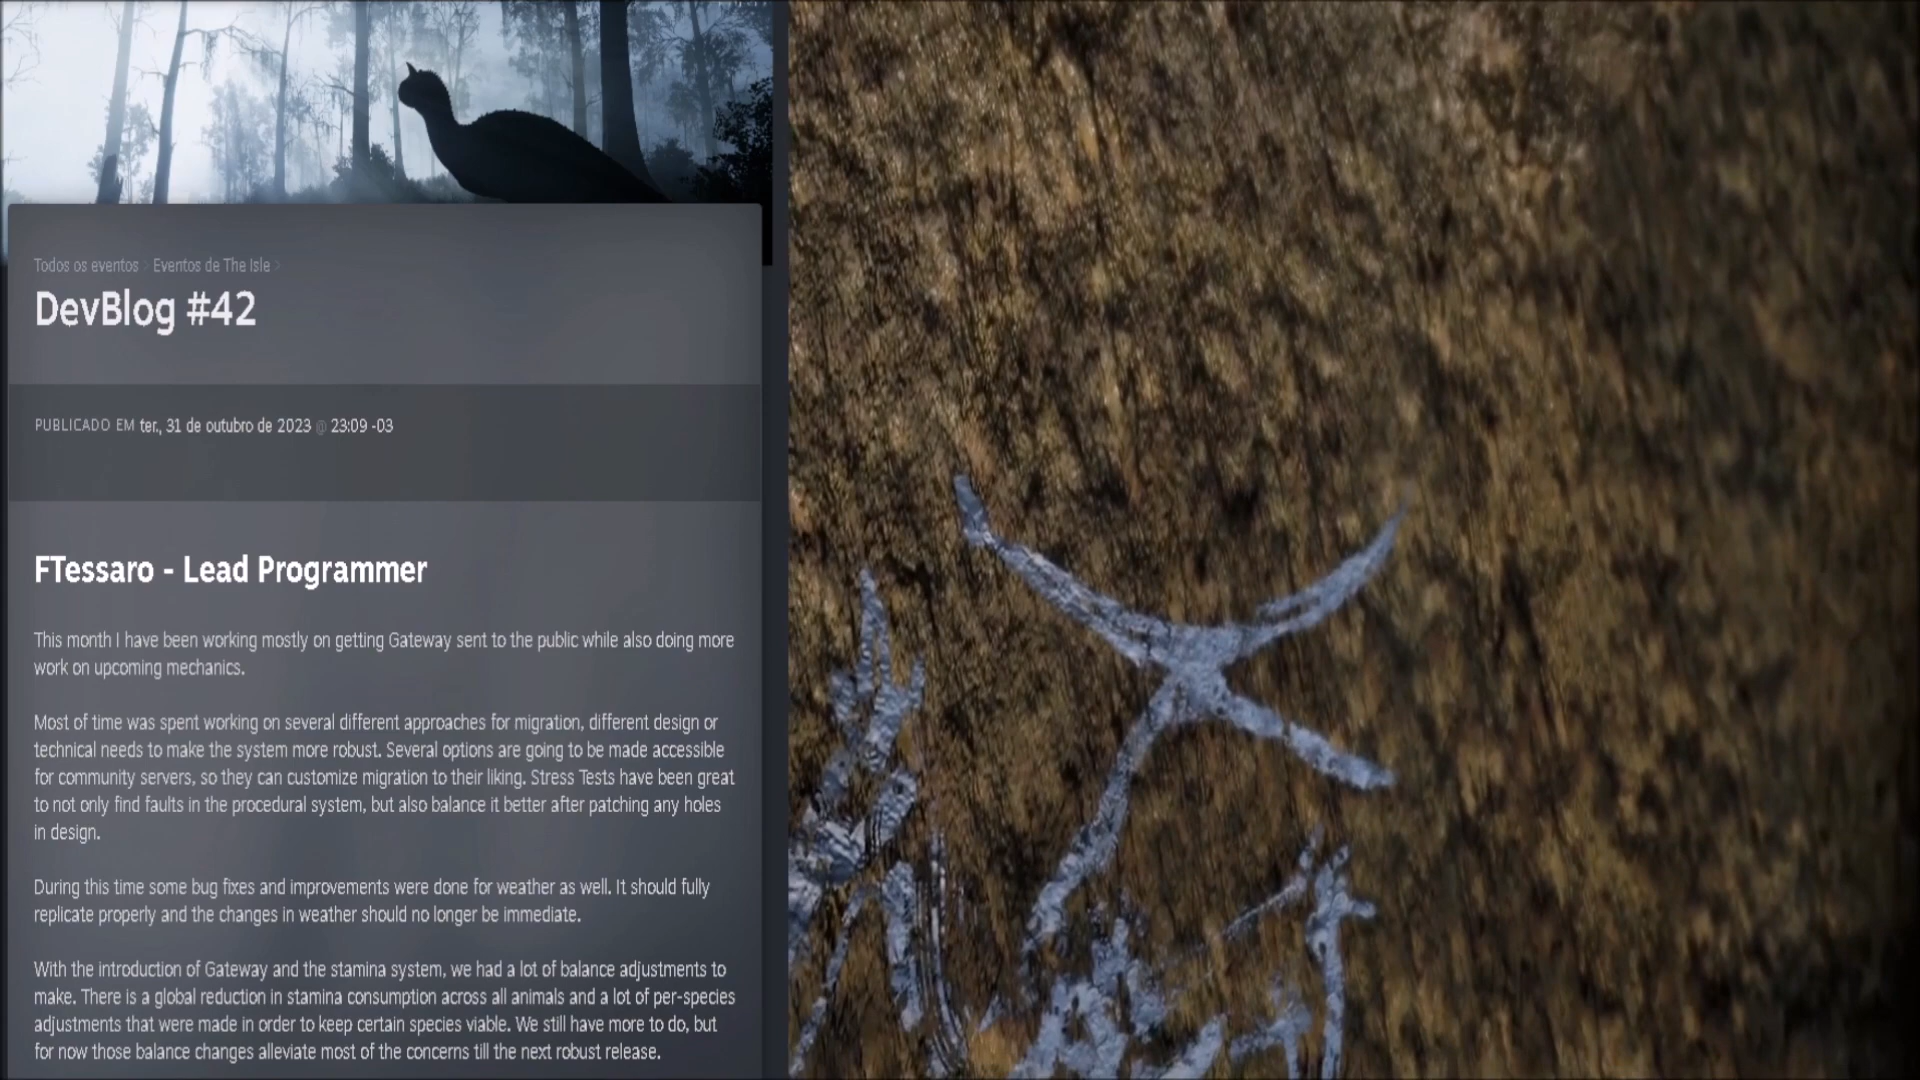 Todos os eventos > Eventos de The Isle >
DevBlog #42
PUBLICADO EM ter., 31 de outubro de 2023 @ 23:09 -03
FTessaro - Lead Programmer
This month I have been working mostly on getting Gateway sent to the public while also doing more
work on upcoming mechanics.
Most of time was spent working on several different approaches for migration, different design or
technical needs to make the system more robust. Several options are going to be made accessible
for community servers, so they can customize migration to their liking. Stress Tests have been great
to not only find faults in the procedural system, but also balance it better after patching any holes
in design.
During this time some bug fixes and improvements were done for weather as well. It should fully
replicate properly and the changes in weather should no longer be immediate.
With the introduction of Gateway and the stamina system, we had a lot of balance adjustments to
make. There is a global reduction in stamina consumption across all animals and a lot of per-species
adjustments that were made in order to keep certain species viable. We still have more to do, but
for now those balance changes alleviate most of the concerns till the next robust release.